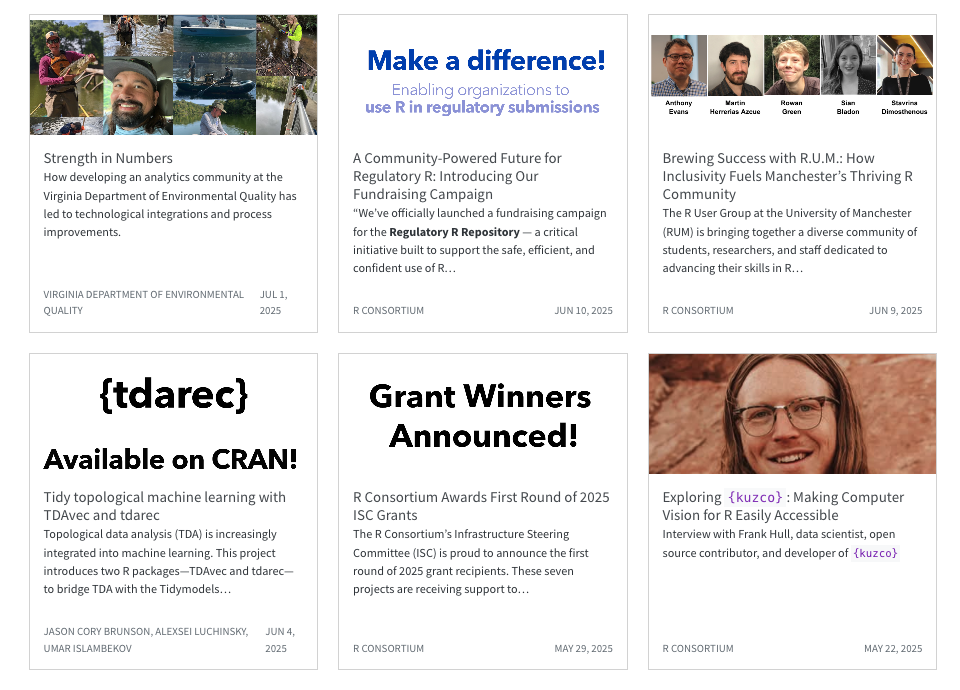 Make a difference!
Enabling organizations to
use R in regulatory submissions
Anthony
Evans
Martin
Herrerias Azcue
Rowan
Green
Sian
Bladon
Stavrina
Dimosthenous
Strength in Numbers
How developing an analytics community at the
Virginia Department of Environmental Quality has
led to technological integrations and process
improvements.
VIRGINIA DEPARTMENT OF ENVIRONMENTAL
QUALITY
JUL 1,
2025
A Community-Powered Future for
Regulatory R: Introducing Our
Fundraising Campaign
“We’ve officially launched a fundraising campaign
for the Regulatory R Repository — a critical
initiative built to support the safe, efficient, and
confident use of R…
R CONSORTIUM
JUN 10, 2025
Brewing Success with R.U.M.: How
Inclusivity Fuels Manchester’s Thriving R
Community
The R User Group at the University of Manchester
(RUM) is bringing together a diverse community of
students, researchers, and staff dedicated to
advancing their skills in R…
R CONSORTIUM
JUN 9, 2025
{tdarec}
Available on CRAN!
Tidy topological machine learning with
TDAvec and tdarec
Topological data analysis (TDA) is increasingly
integrated into machine learning. This project
introduces two R packages—TDAvec and tdarec—
to bridge TDA with the Tidymodels…
JASON CORY BRUNSON, ALEXSEI LUCHINSKY,
UMAR ISLAMBEKOV
JUN 4,
2025
Grant Winners
Announced!
R Consortium Awards First Round of 2025
ISC Grants
The R Consortium’s Infrastructure Steering
Committee (ISC) is proud to announce the first
round of 2025 grant recipients. These seven
projects are receiving support to…
R CONSORTIUM
MAY 29, 2025
Exploring {kuzco} : Making Computer
Vision for R Easily Accessible
Interview with Frank Hull, data scientist, open
source contributor, and developer of {kuzco}
R CONSORTIUM
MAY 22, 2025